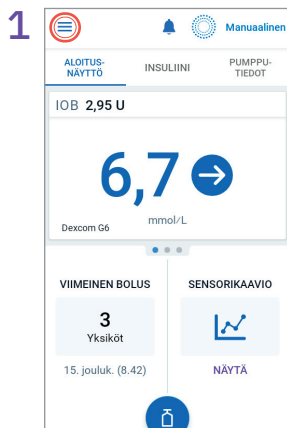 1
Manuaalinen
ALOITUS-
NÄYTTÖ
INSULIINI
PUMPPU-
TIEDOT
IOB 2,95 U
6,7
mmol/L
Dexcom G6
VIIMEINEN BOLUS
SENSORIKAAVIO
3
Yksiköt
15. jouluk. (8.42)
NÄYTÄ